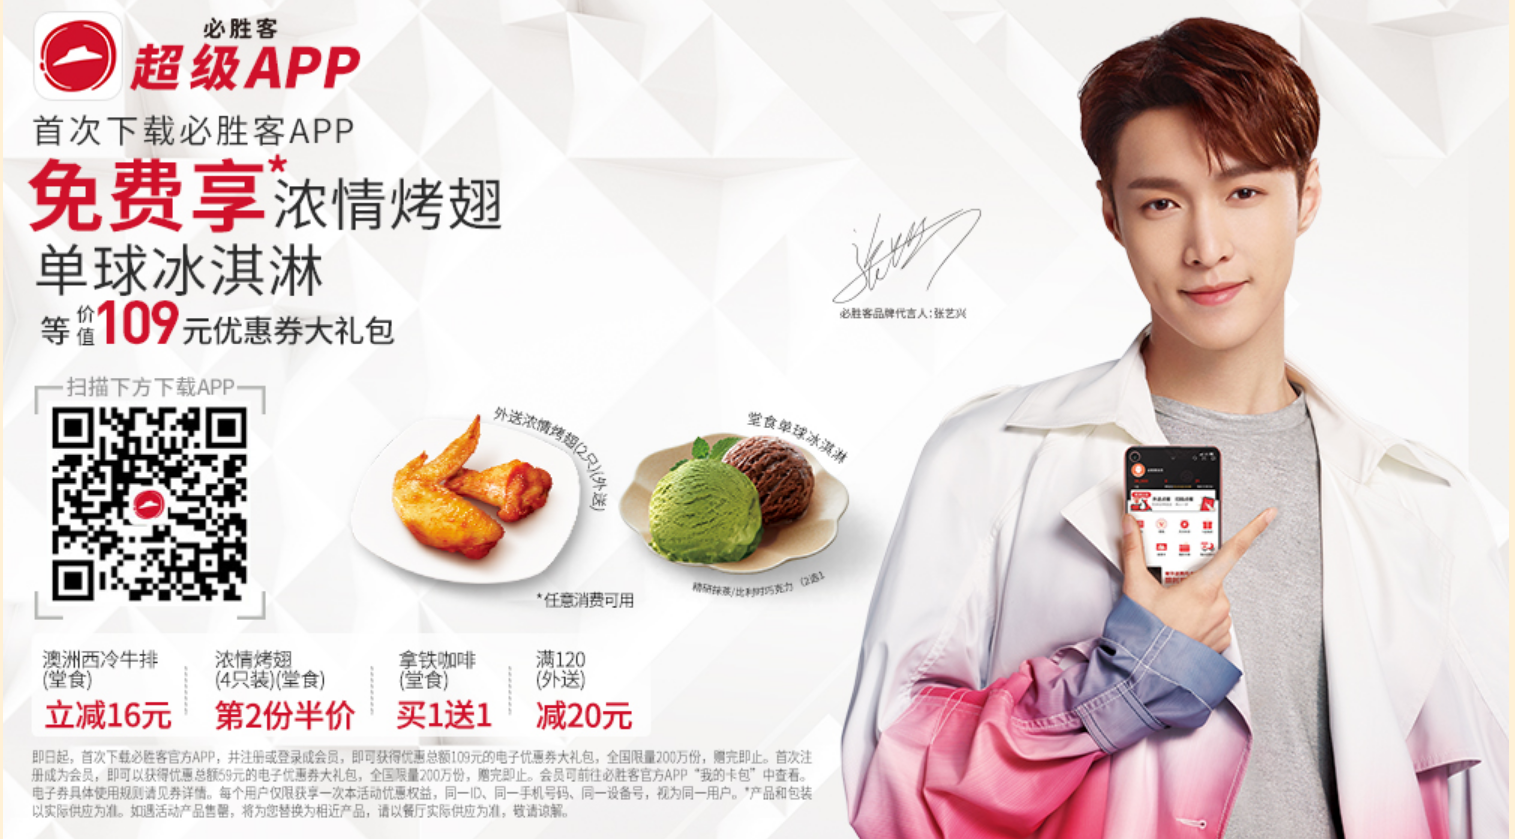 必胜客
超级APP
首次下载必胜客APP
免费享*浓情烤翅
单球冰淇淋
等价值109元优惠券大礼包
必胜客品牌代言人:张艺兴
扫描下方下载APP
外送浓情烤翅(2只)(外送)
堂食单球冰淇淋
精研抹茶/比利时巧克力 (2选1
*任意消费可用
澳洲西冷牛排
(堂食)
立减16元
浓情烤翅
(4只装)(堂食)
第2份半价
拿铁咖啡
(堂食)
买1送1
满120
(外送)
减20元
即日起，首次下载必胜客官方APP，并注册或登录成会员，即可获得优惠总额109元的电子优惠券大礼包，全国限量200万份，赠完即止。首次注
册成为会员，即可以获得优惠总额59元的电子优惠券大礼包，全国限量200万份，赠完即止。会员可前往必胜客官方APP“我的卡包”中查看。
电子券具体使用规则请见券详情。每个用户仅限获享一次本活动优惠权益，同一ID、同一手机号码、同一设备号，视为同一用户。*产品和包装
以实际供应为准。如遇活动产品售罄，将为您替换为相近产品，请以餐厅实际供应为准，敬请谅解。